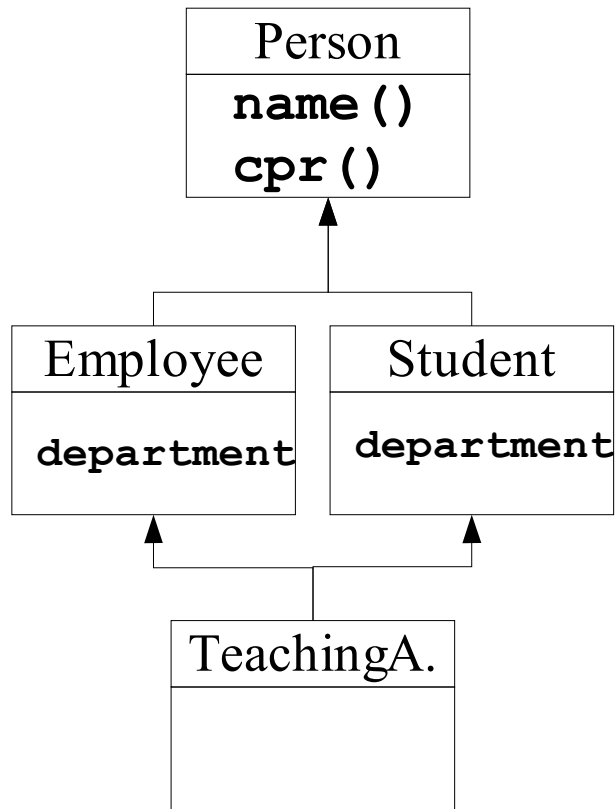 Person
name()
cpr()
Employee
department
Student
department
TeachingA.